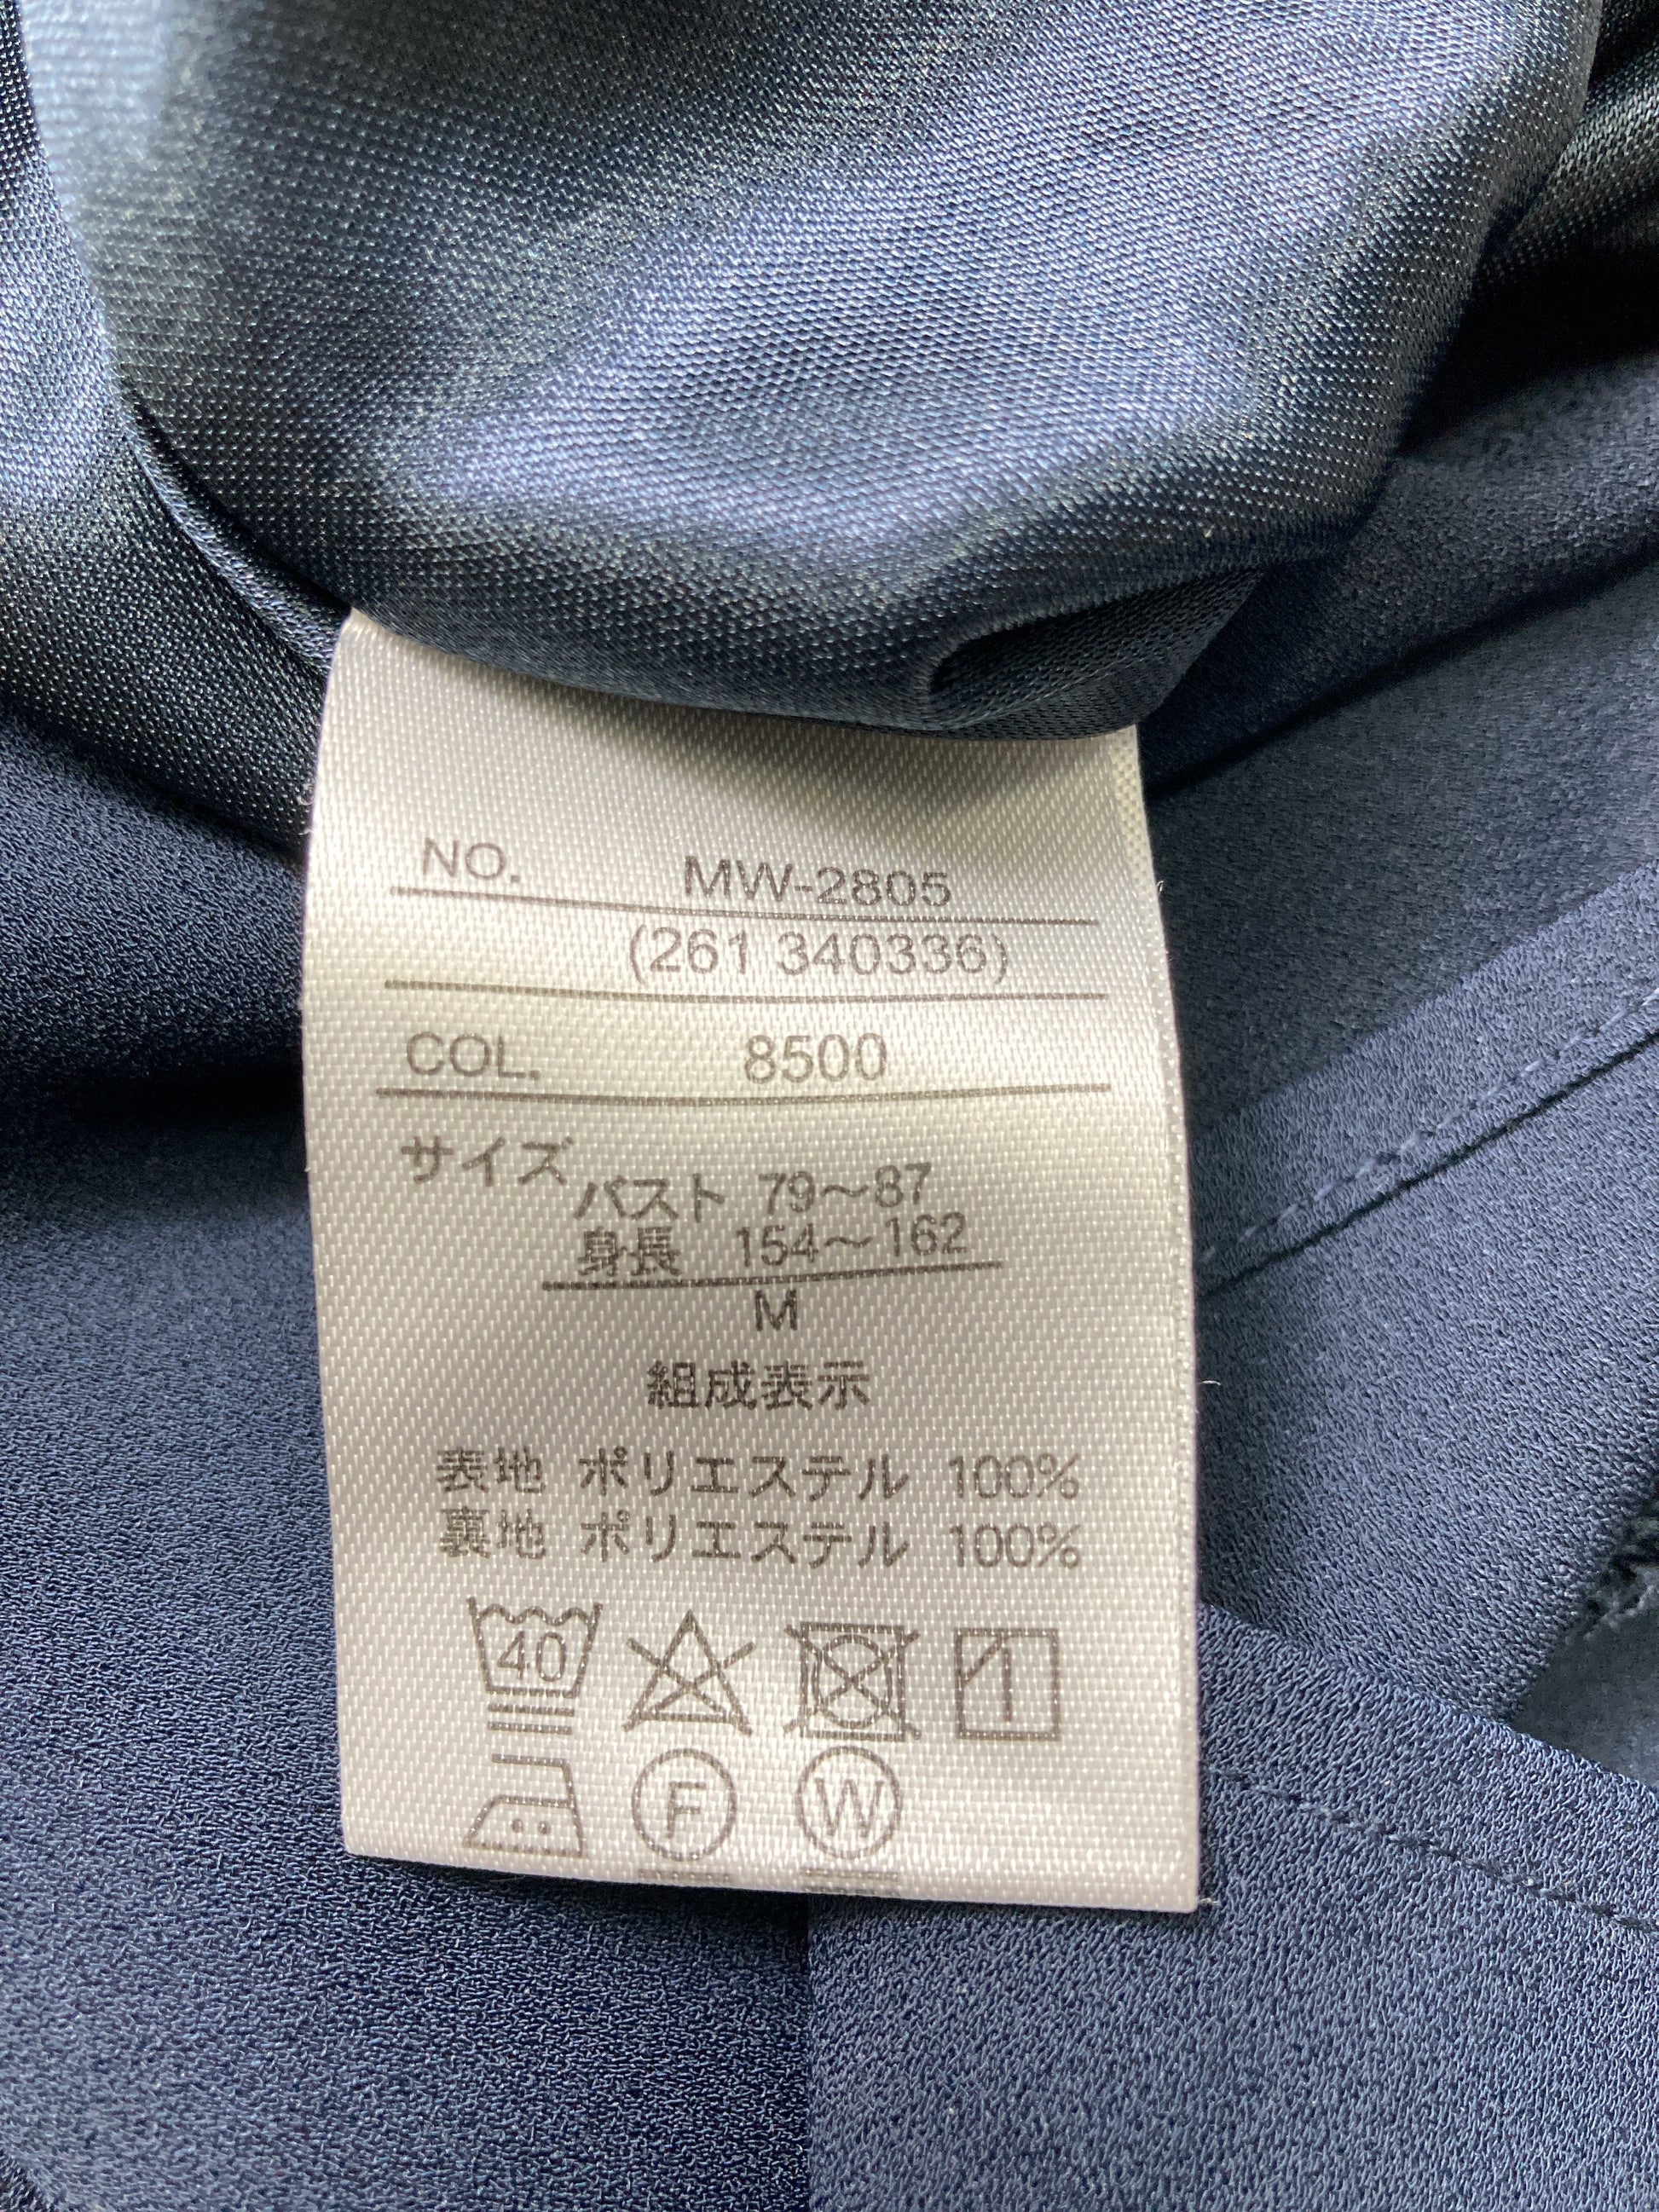 NO. MW-2805
(261 340336)
COL. 8500
サイズ
バスト 79～87
身長 154～162
M
組成表示
表地 ポリエステル 100%
裏地 ポリエステル 100%
40
1
F W